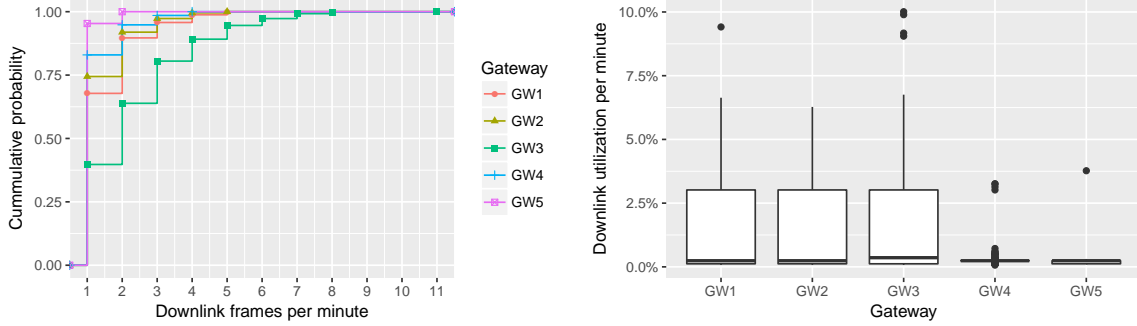 1.00
0.75
0.50
0.25
0.00
Cummulative probability
1 2 3 4 5 6 7 8 9 10 11
Downlink frames per minute
Gateway
GW1
GW2
GW3
GW4
GW5
10.0%
7.5%
5.0%
2.5%
0.0%
Downlink utilization per minute
GW1 GW2 GW3 GW4 GW5
Gateway